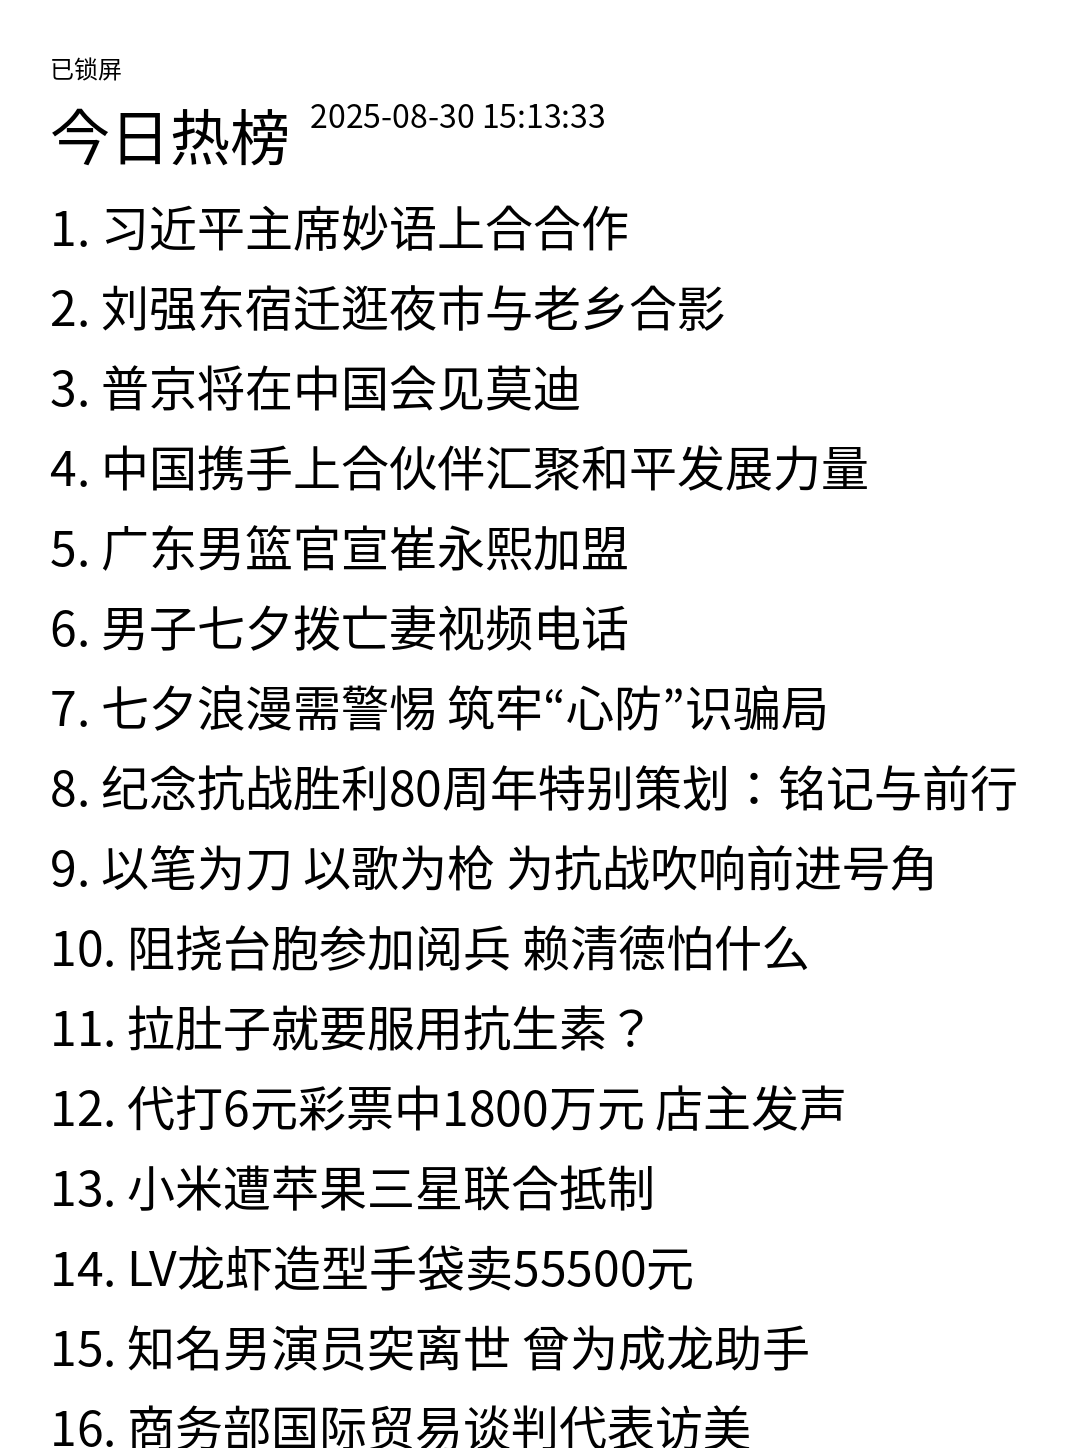 已锁屏
今日热榜 2025-08-30 15:13:33
1. 习近平主席妙语上合合作
2. 刘强东宿迁逛夜市与老乡合影
3. 普京将在中国会见莫迪
4. 中国携手上合伙伴汇聚和平发展力量
5. 广东男篮官宣崔永熙加盟
6. 男子七夕拨亡妻视频电话
7. 七夕浪漫需警惕 筑牢“心防”识骗局
8. 纪念抗战胜利80周年特别策划：铭记与前行
9. 以笔为刀 以歌为枪 为抗战吹响前进号角
10. 阻挠台胞参加阅兵 赖清德怕什么
11. 拉肚子就要服用抗生素？
12. 代打6元彩票中1800万元 店主发声
13. 小米遭苹果三星联合抵制
14. LV龙虾造型手袋卖55500元
15. 知名男演员突离世 曾为成龙助手
16. 商务部国际贸易谈判代表访美